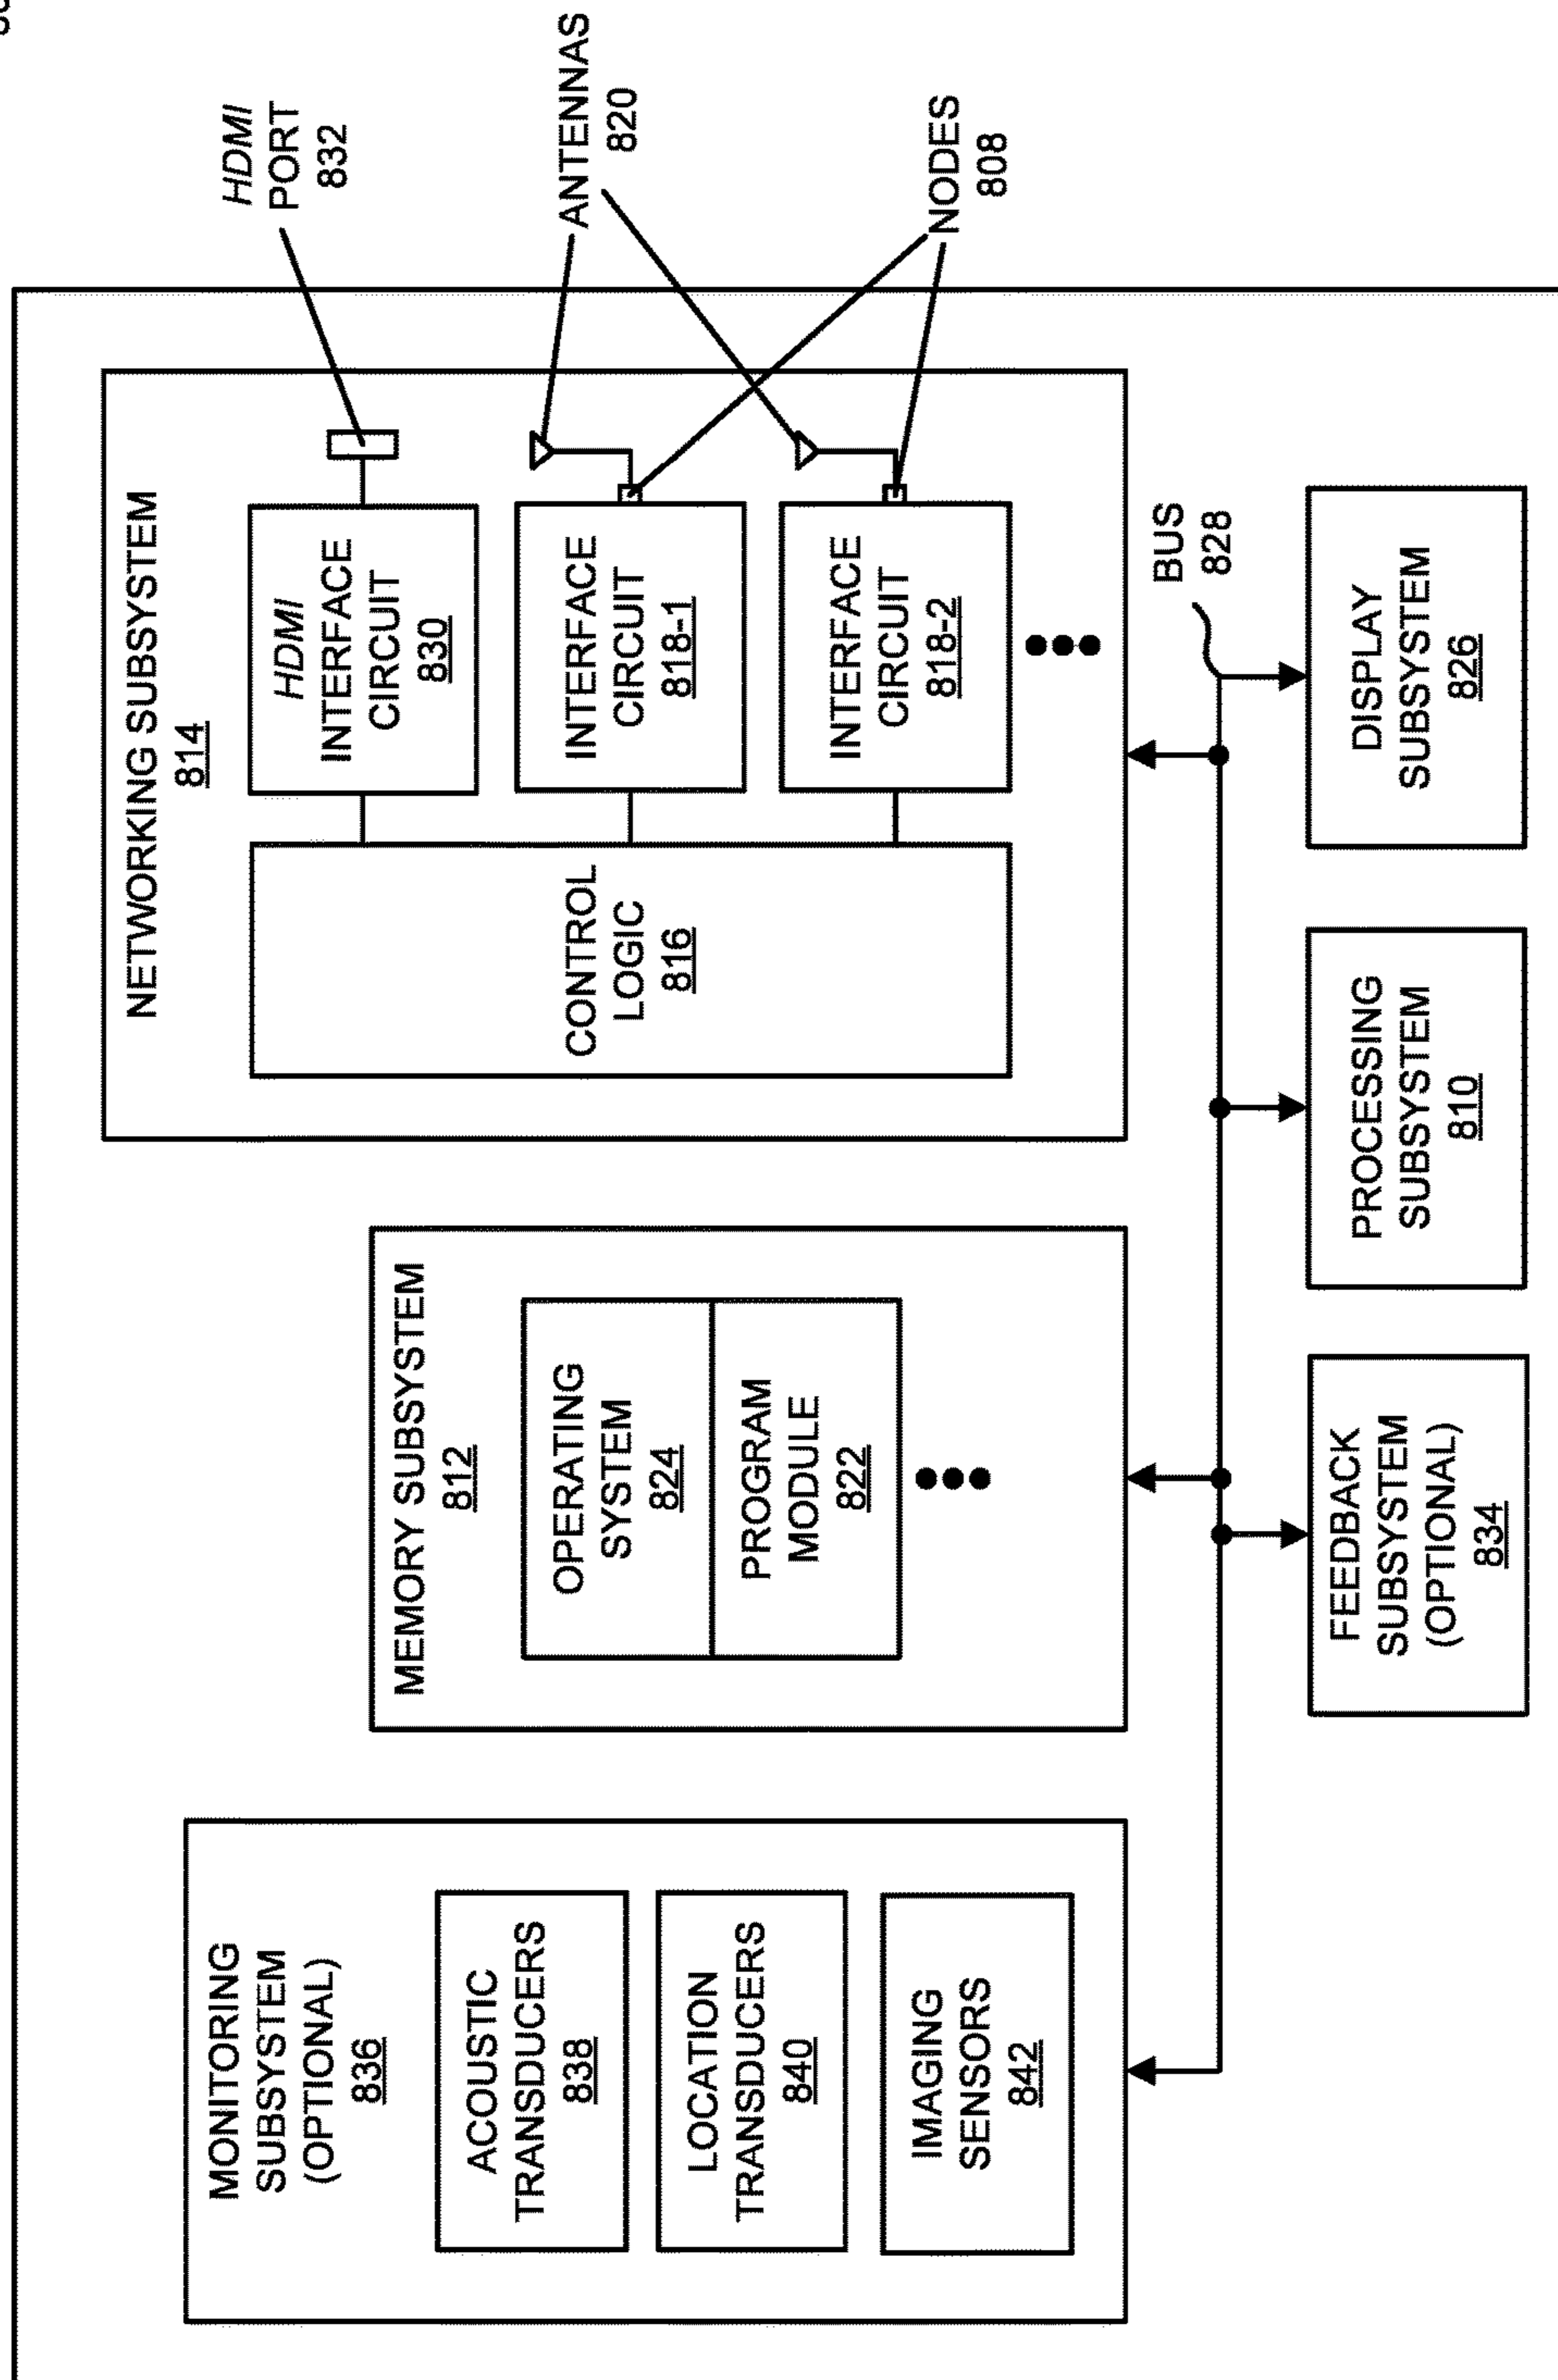 MONITORING
SUBSYSTEM
(OPTIONAL)
836
ACOUSTIC
TRANSDUCERS
838
LOCATION
TRANSDUCERS
840
IMAGING
SENSORS
842
MEMORY SUBSYSTEM
812
OPERATING
SYSTEM
824
PROGRAM
MODULE
822
NETWORKING SUBSYSTEM
814
CONTROL
LOGIC
816
HDMI
INTERFACE
CIRCUIT
830
INTERFACE
CIRCUIT
818-1
INTERFACE
CIRCUIT
818-2
HDMI
PORT
832
ANTENNAS
820
NODES
808
BUS
828
FEEDBACK
SUBSYSTEM
(OPTIONAL)
834
PROCESSING
SUBSYSTEM
810
DISPLAY
SUBSYSTEM
826